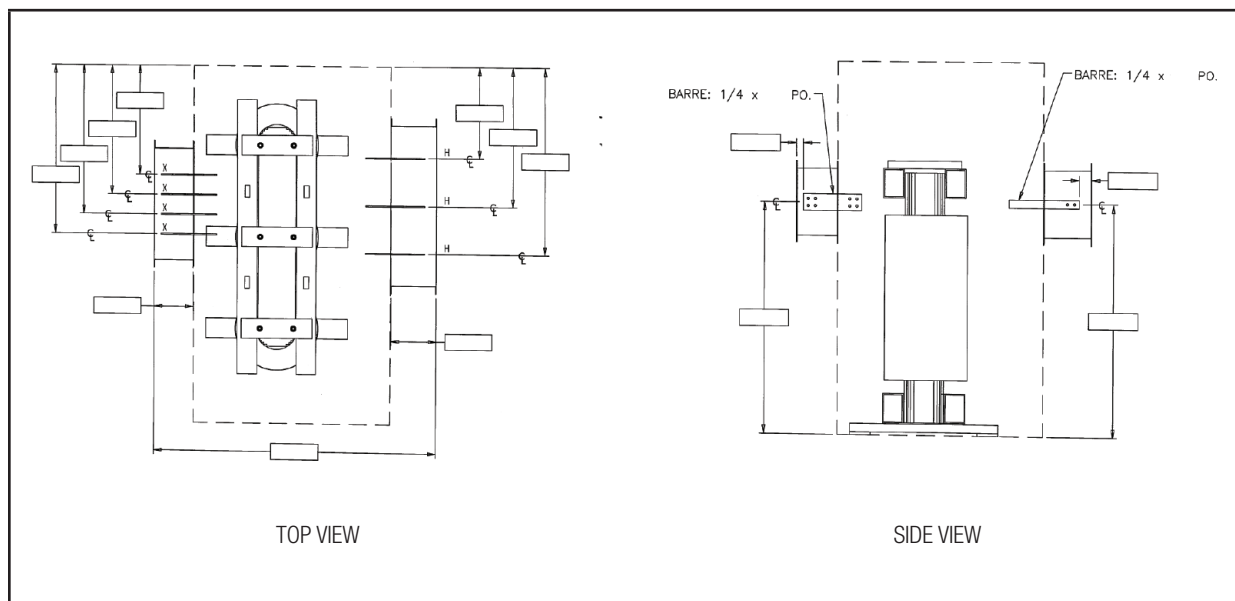 BARRE: 1/4 x PO.
BARRE: 1/4 x PO.
H
X
℄
℄
X
℄
X
℄
H
℄
X
℄
℄
℄
H
℄
℄
TOP VIEW
SIDE VIEW